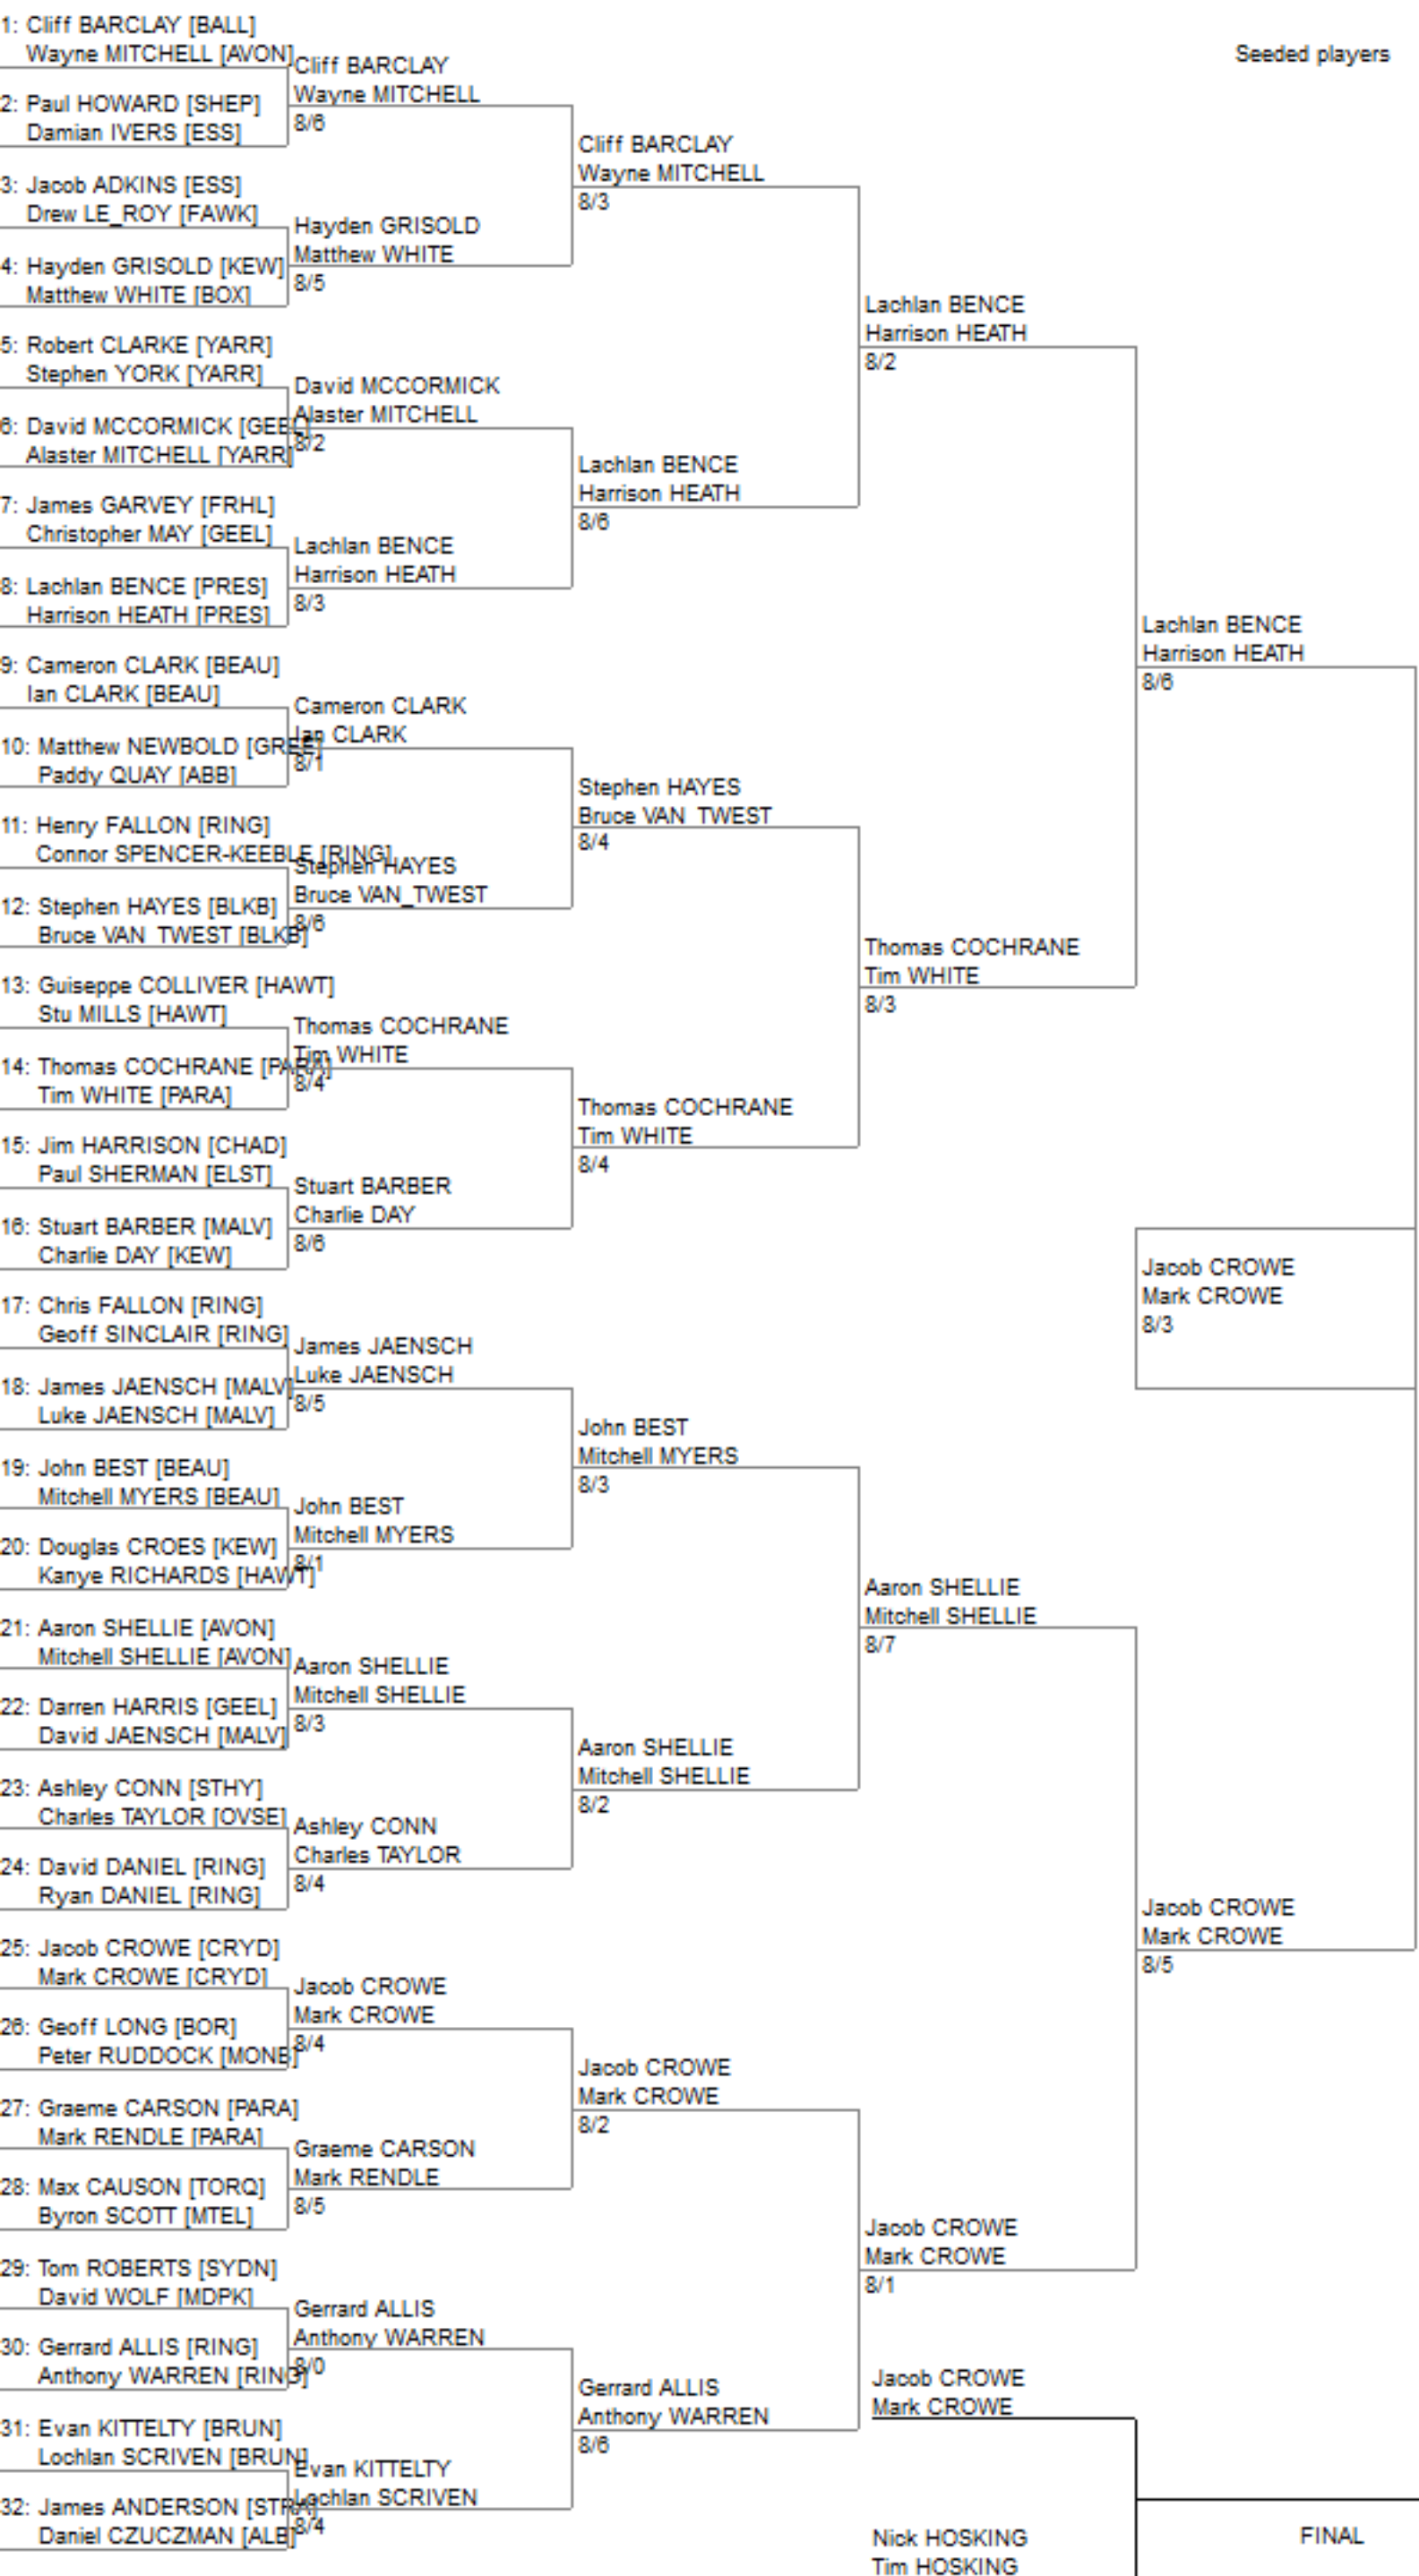 1: Cliff BARCLAY [BALL]
Wayne MITCHELL [AVON]
2: Paul HOWARD [SHEP]
Damian IVERS [ESS]
3: Jacob ADKINS [ESS]
Drew LE_ROY [FAWK]
4: Hayden GRISOLD [KEW]
Matthew WHITE [BOX]
5: Robert CLARKE [YARR]
Stephen YORK [YARR]
6: David MCCORMICK [GEEL]
Alaster MITCHELL [YARR]
7: James GARVEY [FRHL]
Christopher MAY [GEEL]
8: Lachlan BENCE [PRES]
Harrison HEATH [PRES]
9: Cameron CLARK [BEAU]
Ian CLARK [BEAU]
10: Matthew NEWBOLD [GREE]
Paddy QUAY [ABB]
11: Henry FALLON [RING]
Connor SPENCER-KEEBLE [RING]
12: Stephen HAYES [BLKB]
Bruce VAN_TWEST [BLKB]
13: Guiseppe COLLIVER [HAWT]
Stu MILLS [HAWT]
14: Thomas COCHRANE [PARA]
Tim WHITE [PARA]
15: Jim HARRISON [CHAD]
Paul SHERMAN [ELST]
16: Stuart BARBER [MALV]
Charlie DAY [KEW]
17: Chris FALLON [RING]
Geoff SINCLAIR [RING]
18: James JAENSCH [MALV]
Luke JAENSCH [MALV]
19: John BEST [BEAU]
Mitchell MYERS [BEAU]
20: Douglas CROES [KEW]
Kanye RICHARDS [HAWT]
21: Aaron SHELLIE [AVON]
Mitchell SHELLIE [AVON]
22: Darren HARRIS [GEEL]
David JAENSCH [MALV]
23: Ashley CONN [STHY]
Charles TAYLOR [OVSE]
24: David DANIEL [RING]
Ryan DANIEL [RING]
25: Jacob CROWE [CRYD]
Mark CROWE [CRYD]
26: Geoff LONG [BOR]
Peter RUDDOCK [MONB]
27: Graeme CARSON [PARA]
Mark RENDLE [PARA]
28: Max CAUSON [TORQ]
Byron SCOTT [MTEL]
29: Tom ROBERTS [SYDN]
David WOLF [MDPK]
30: Gerrard ALLIS [RING]
Anthony WARREN [RING]
31: Evan KITTELTY [BRUN]
Lochlan SCRIVEN [BRUN]
32: James ANDERSON [STRA]
Daniel CZUCZMAN [ALB]
Cliff BARCLAY
Wayne MITCHELL
8/6
Hayden GRISOLD
Matthew WHITE
8/5
David MCCORMICK
Alaster MITCHELL
8/2
Lachlan BENCE
Harrison HEATH
8/3
Cameron CLARK
Ian CLARK
8/1
Stephen HAYES
Bruce VAN_TWEST
8/6
Thomas COCHRANE
Tim WHITE
8/4
Stuart BARBER
Charlie DAY
8/6
James JAENSCH
Luke JAENSCH
8/5
John BEST
Mitchell MYERS
8/1
Aaron SHELLIE
Mitchell SHELLIE
8/3
Ashley CONN
Charles TAYLOR
8/4
Jacob CROWE
Mark CROWE
8/4
Graeme CARSON
Mark RENDLE
8/5
Gerrard ALLIS
Anthony WARREN
8/0
Evan KITTELTY
Lochlan SCRIVEN
8/4
Cliff BARCLAY
Wayne MITCHELL
8/3
Lachlan BENCE
Harrison HEATH
8/6
Stephen HAYES
Bruce VAN_TWEST
8/4
Thomas COCHRANE
Tim WHITE
8/4
John BEST
Mitchell MYERS
8/3
Aaron SHELLIE
Mitchell SHELLIE
8/2
Jacob CROWE
Mark CROWE
8/2
Gerrard ALLIS
Anthony WARREN
8/6
Lachlan BENCE
Harrison HEATH
8/2
Thomas COCHRANE
Tim WHITE
8/3
Aaron SHELLIE
Mitchell SHELLIE
8/7
Jacob CROWE
Mark CROWE
8/1
Seeded players
Lachlan BENCE
Harrison HEATH
8/6
Jacob CROWE
Mark CROWE
8/3
Jacob CROWE
Mark CROWE
8/5
Jacob CROWE
Mark CROWE
Nick HOSKING
Tim HOSKING
FINAL